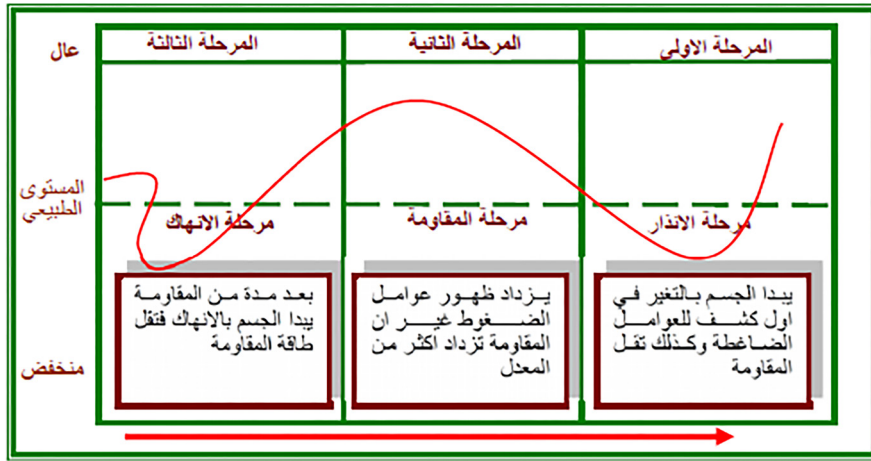 المرحلة الاولي
المرحلة الثانية
المرحلة الثالثة
عال
المستوى
الطبيعي
منخفض
مرحلة الانذار
مرحلة المقاومة
مرحلة الانهاك
يبدا الجسم بالتغير في
اول كشف للعوامل
الضاغطة وكذلك تقل
المقاومة
يزداد ظهور عوامل
الضغوط غير ان
المقاومة تزداد اكثر من
المعدل
بعد مدة من المقاومة
يبدا الجسم بالانهاك فتقل
طاقة المقاومة